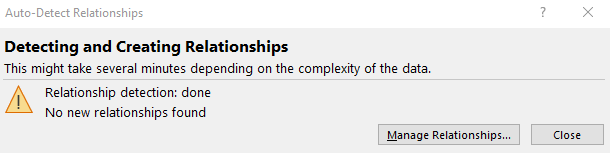 Auto-Detect Relationships
Detecting and Creating Relationships
This might take several minutes depending on the complexity of the data.
Relationship detection: done
No new relationships found
Manage Relationships... Close